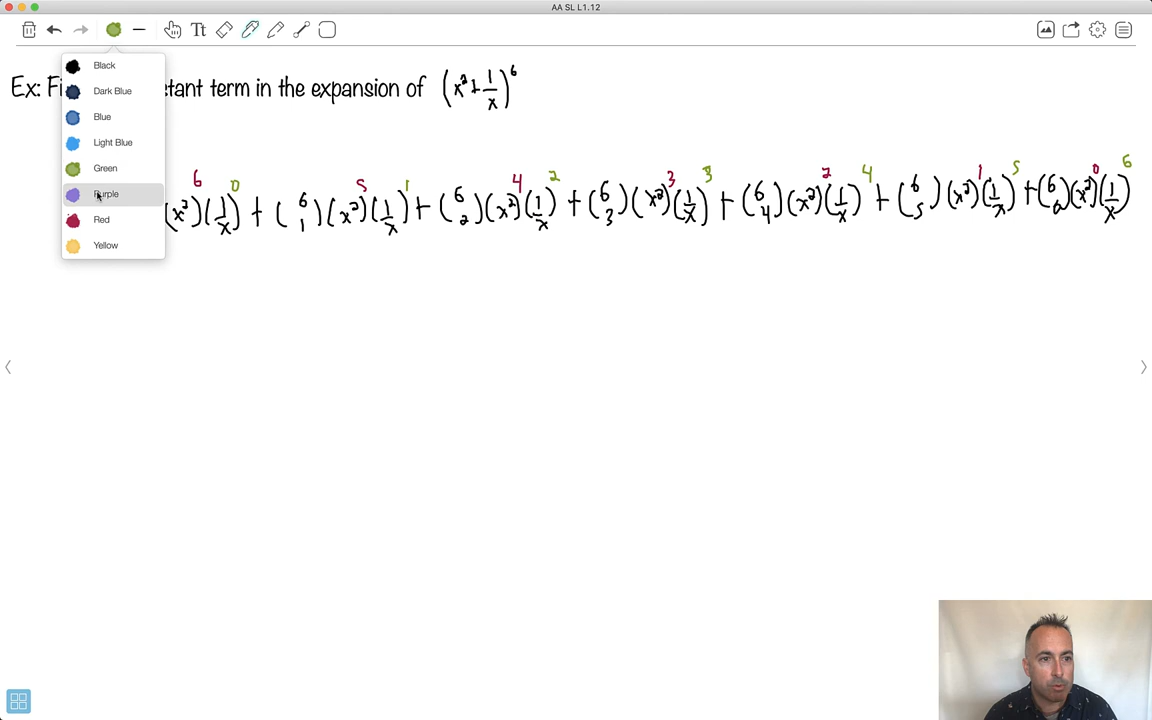 AA SL L1.12
Tt
Black
Dark Blue
Blue
Light Blue
Green
Purple
Red
Yellow
Ex: Fi stant term in the expansion of (x² + 1/x)⁶
(x²)⁶(1/x)⁰ + (6 1)(x²)⁵(1/x)¹ + (6 2)(x²)⁴(1/x)² + (6 3)(x²)³(1/x)³ + (6 4)(x²)²(1/x)⁴ + (6 5)(x²)¹(1/x)⁵ + (6 6)(x²)⁰(1/x)⁶